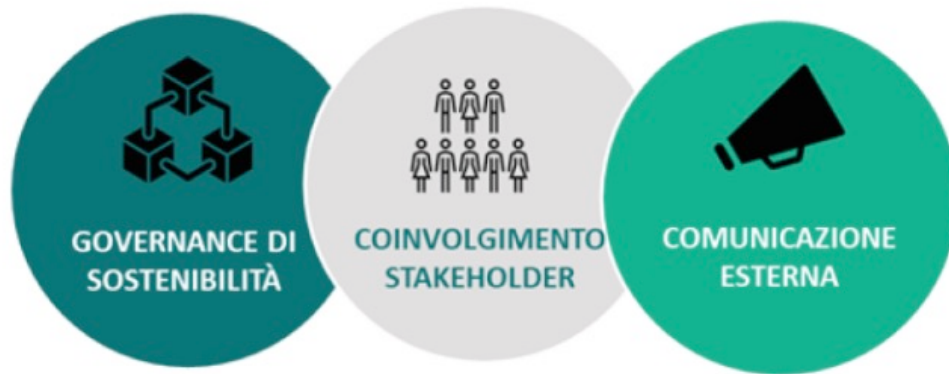 GOVERNANCE DI
SOSTENIBILITÀ
COINVOLGIMENTO
STAKEHOLDER
COMUNICAZIONE
ESTERNA